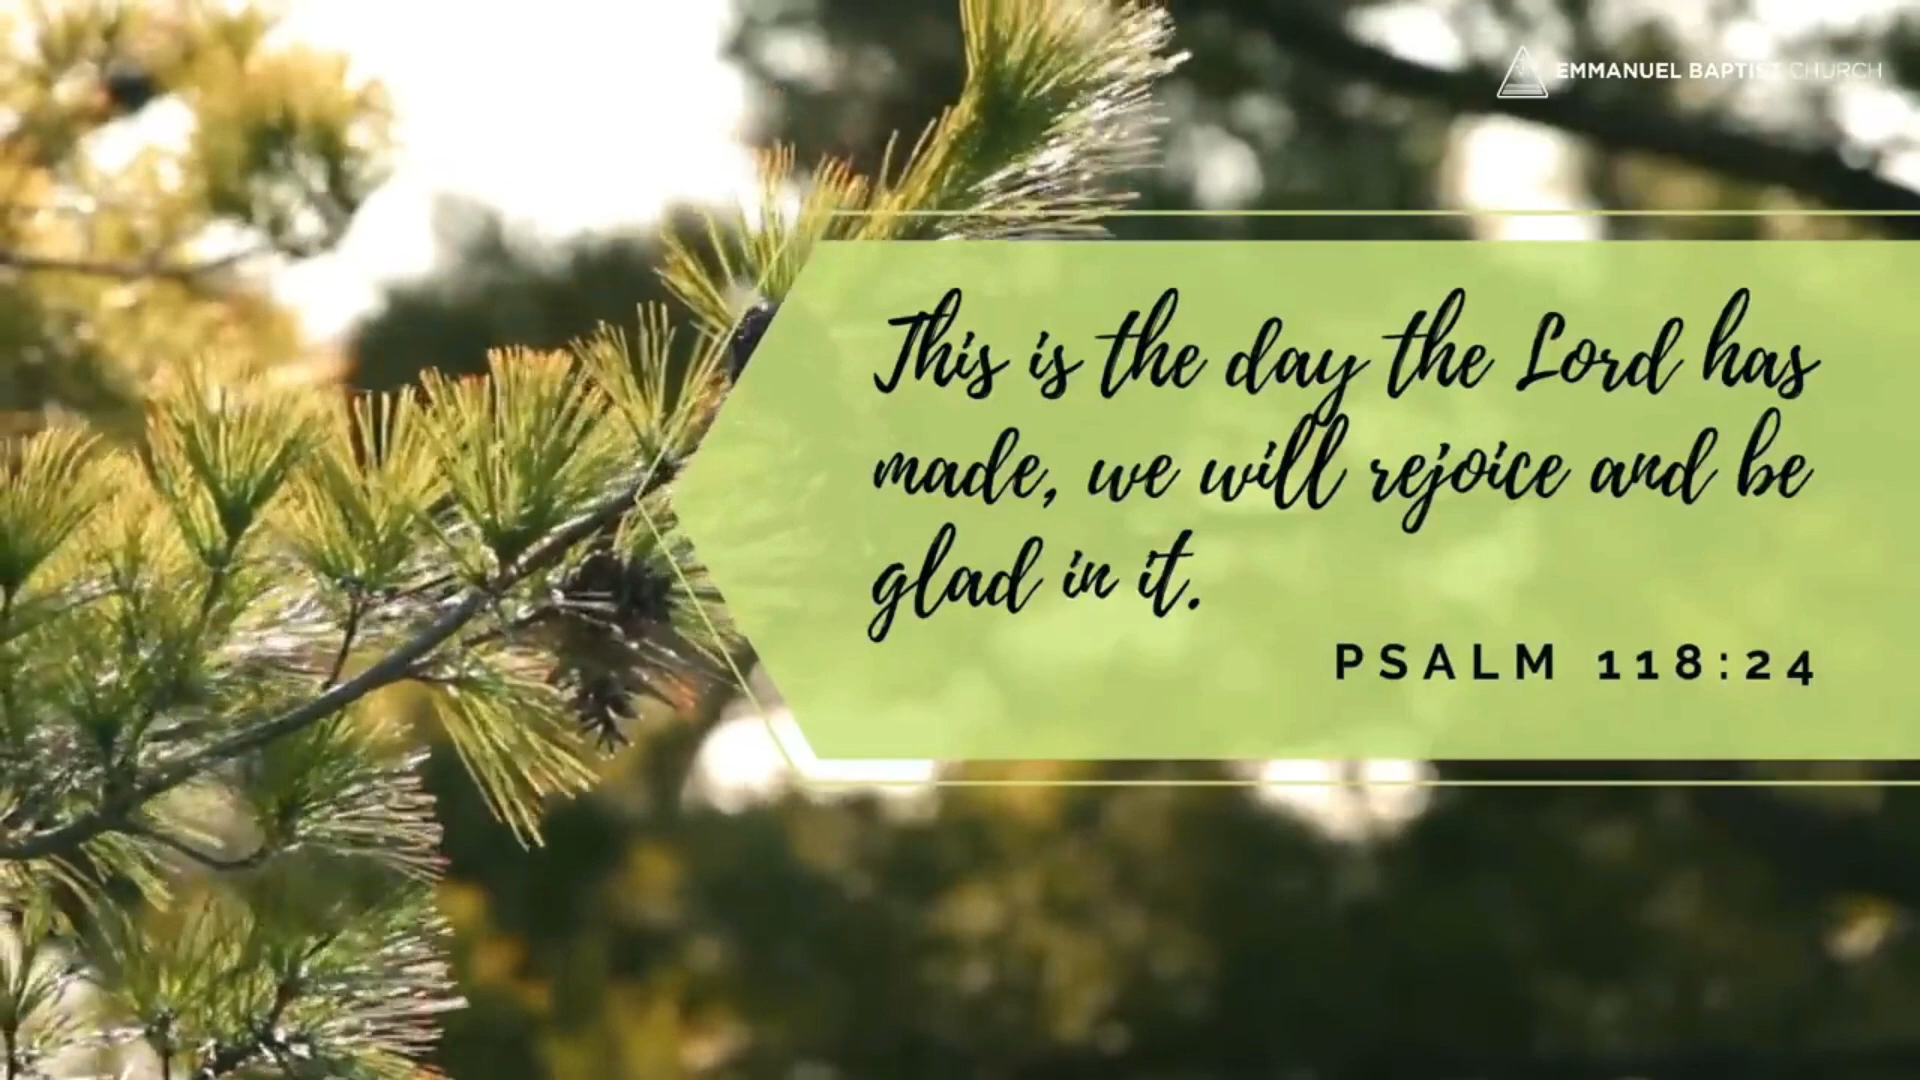 EMMANUEL BAPTIST CHURCH
This is the day the Lord has
made, we will rejoice and be
glad in it.
PSALM 118:24